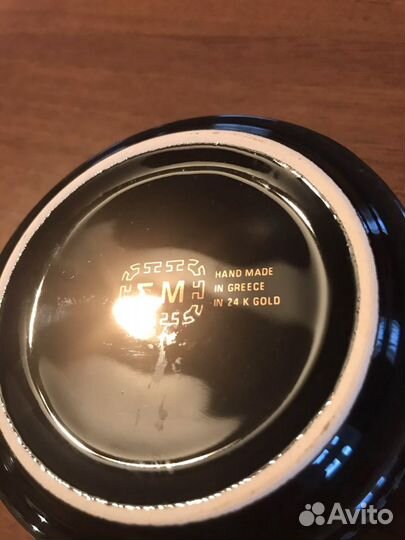 ΣΜ
HAND MADE
IN GREECE
IN 24 K GOLD
Avito